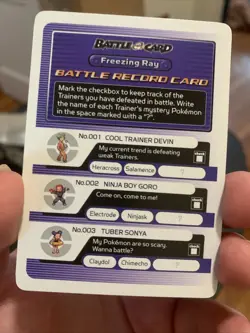 BATTLE CARD
Freezing Ray
BATTLE RECORD CARD
Mark the checkbox to keep track of the
Trainers you have defeated in battle. Write
the name of each Trainer's mystery Pokémon
in the space marked with a "?".
No.001 COOL TRAINER DEVIN
My current trend is defeating
weak Trainers.
Heracross Salamence ?
No.002 NINJA BOY GORO
Come on, come to me!
Electrode Ninjask ?
No.003 TUBER SONYA
My Pokémon are so scary.
Wanna battle?
Claydol Chimecho ?